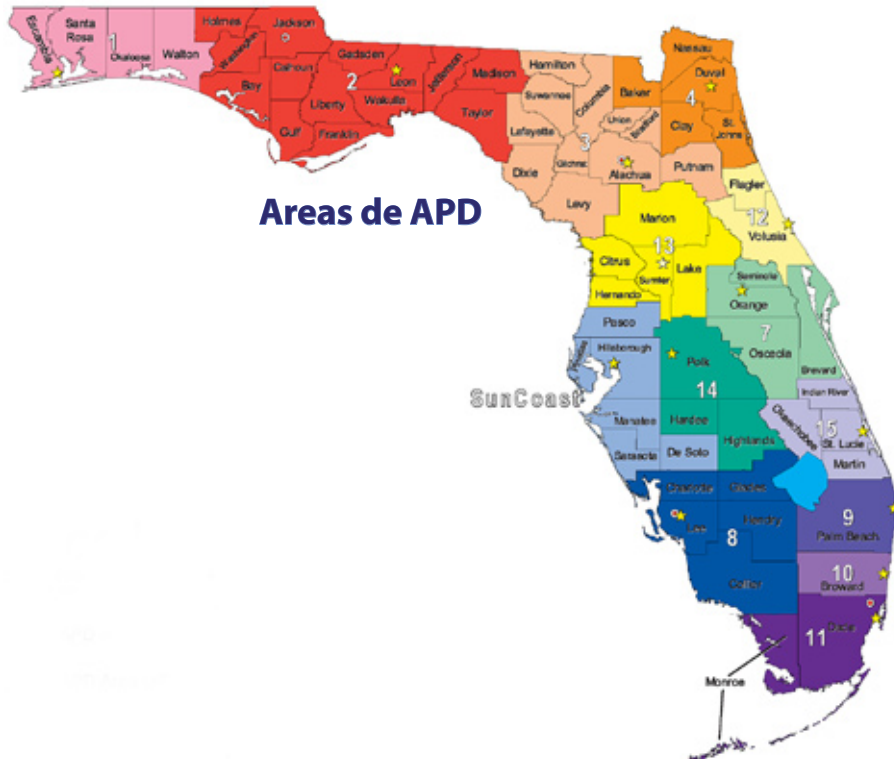 Escambia
Santa
Rosa
1
Okaloosa
Walton
Holmes
Jackson
Washington
Bay
Calhoun
2
Gadsden
Leon
Liberty
Wakulla
Gulf
Franklin
Jefferson
Madison
Taylor
Hamilton
Suwannee
Columbia
Lafayette
3
Union
Bradford
Gilchrist
Dixie
Alachua
Levy
Baker
Nassau
Duval
4
Clay
St.
Johns
Putnam
Flagler
12
Volusia
Areas de APD
Marion
13
Citrus
Sumter
Lake
Hernando
Seminole
Orange
7
Osceola
Brevard
Pasco
Hillsborough
Pinellas
SunCoast
Manatee
Sarasota
De Soto
Polk
14
Hardee
Highlands
Indian River
Okeechobee
15
St. Lucie
Martin
Charlotte
Glades
Lee
Hendry
8
Collier
9
Palm Beach
10
Broward
11
Dade
Monroe